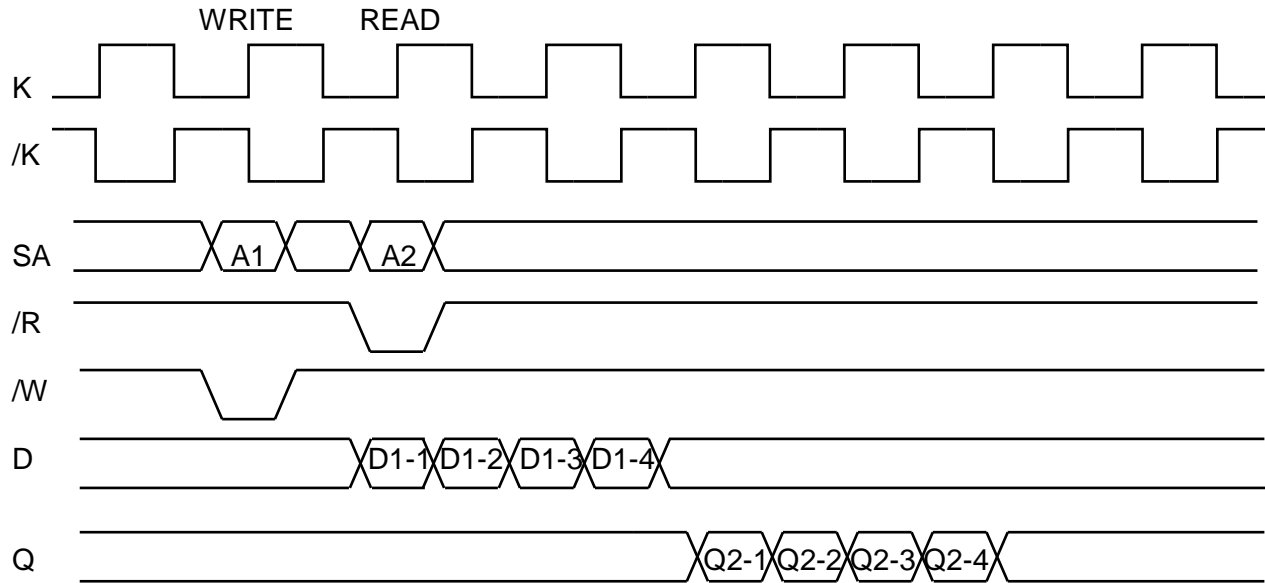 WRITE READ
K
/K
SA A1 A2
/R
/W
D D1-1 D1-2 D1-3 D1-4
Q Q2-1 Q2-2 Q2-3 Q2-4